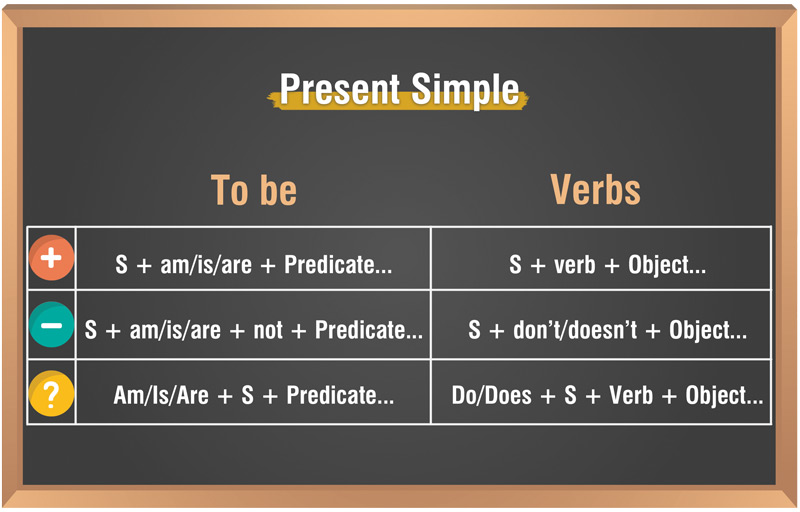 Present Simple
To be Verbs
+ S + am/is/are + Predicate... S + verb + Object...
− S + am/is/are + not + Predicate... S + don’t/doesn’t + Object...
? Am/Is/Are + S + Predicate... Do/Does + S + Verb + Object...